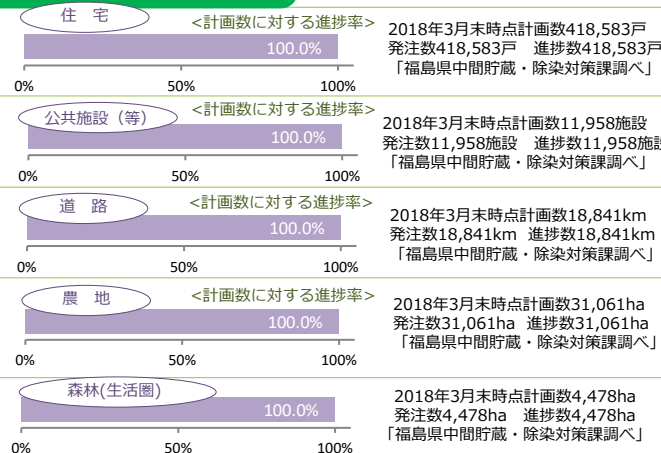 住　宅
<計画数に対する進捗率>
100.0%
0% 50% 100%
2018年3月末時点計画数418,583戸
発注数418,583戸　進捗数418,583戸
「福島県中間貯蔵・除染対策課調べ」
公共施設（等）
<計画数に対する進捗率>
100.0%
0% 50% 100%
2018年3月末時点計画数11,958施設
発注数11,958施設　進捗数11,958施設
「福島県中間貯蔵・除染対策課調べ」
道　路
<計画数に対する進捗率>
100.0%
0% 50% 100%
2018年3月末時点計画数18,841km
発注数18,841km 進捗数18,841km
「福島県中間貯蔵・除染対策課調べ」
農　地
<計画数に対する進捗率>
100.0%
0% 50% 100%
2018年3月末時点計画数31,061ha
発注数31,061ha 進捗数31,061ha
「福島県中間貯蔵・除染対策課調べ」
森林(生活圏)
100.0%
0% 50% 100%
2018年3月末時点計画数4,478ha
発注数4,478ha　進捗数4,478ha
「福島県中間貯蔵・除染対策課調べ」